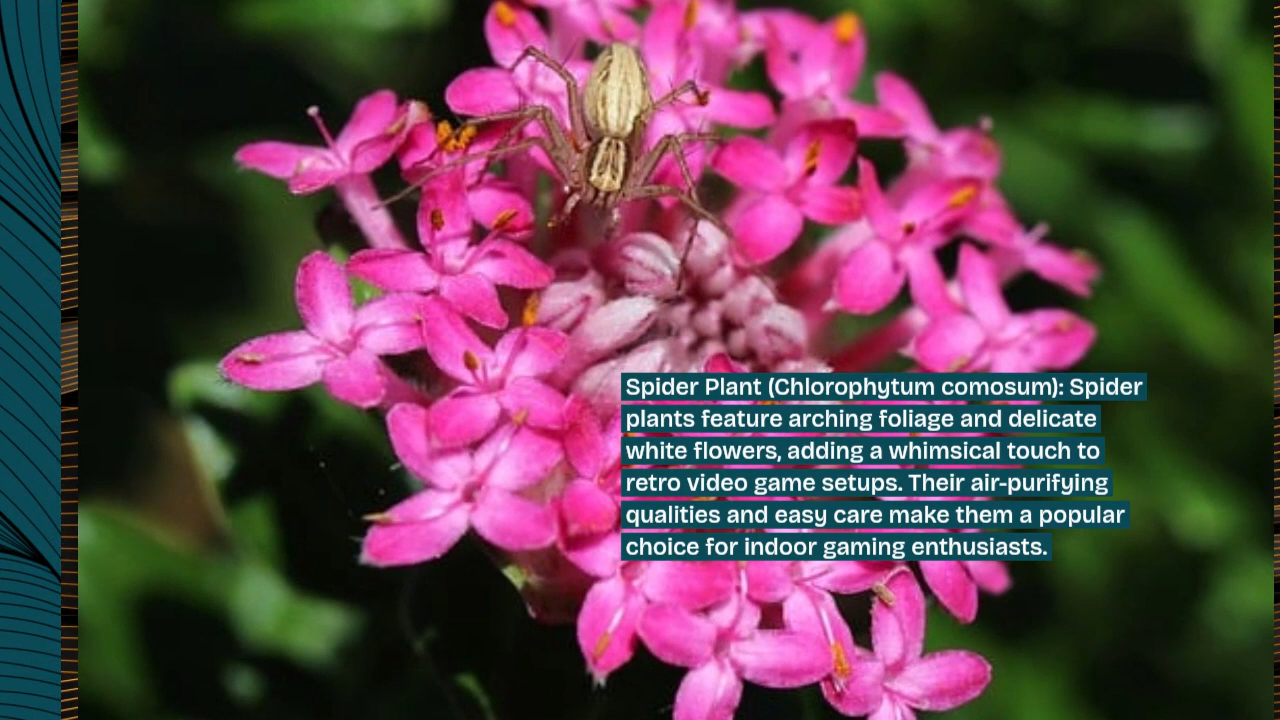 Spider Plant (Chlorophytum comosum): Spider
plants feature arching foliage and delicate
white flowers, adding a whimsical touch to
retro video game setups. Their air-purifying
qualities and easy care make them a popular
choice for indoor gaming enthusiasts.